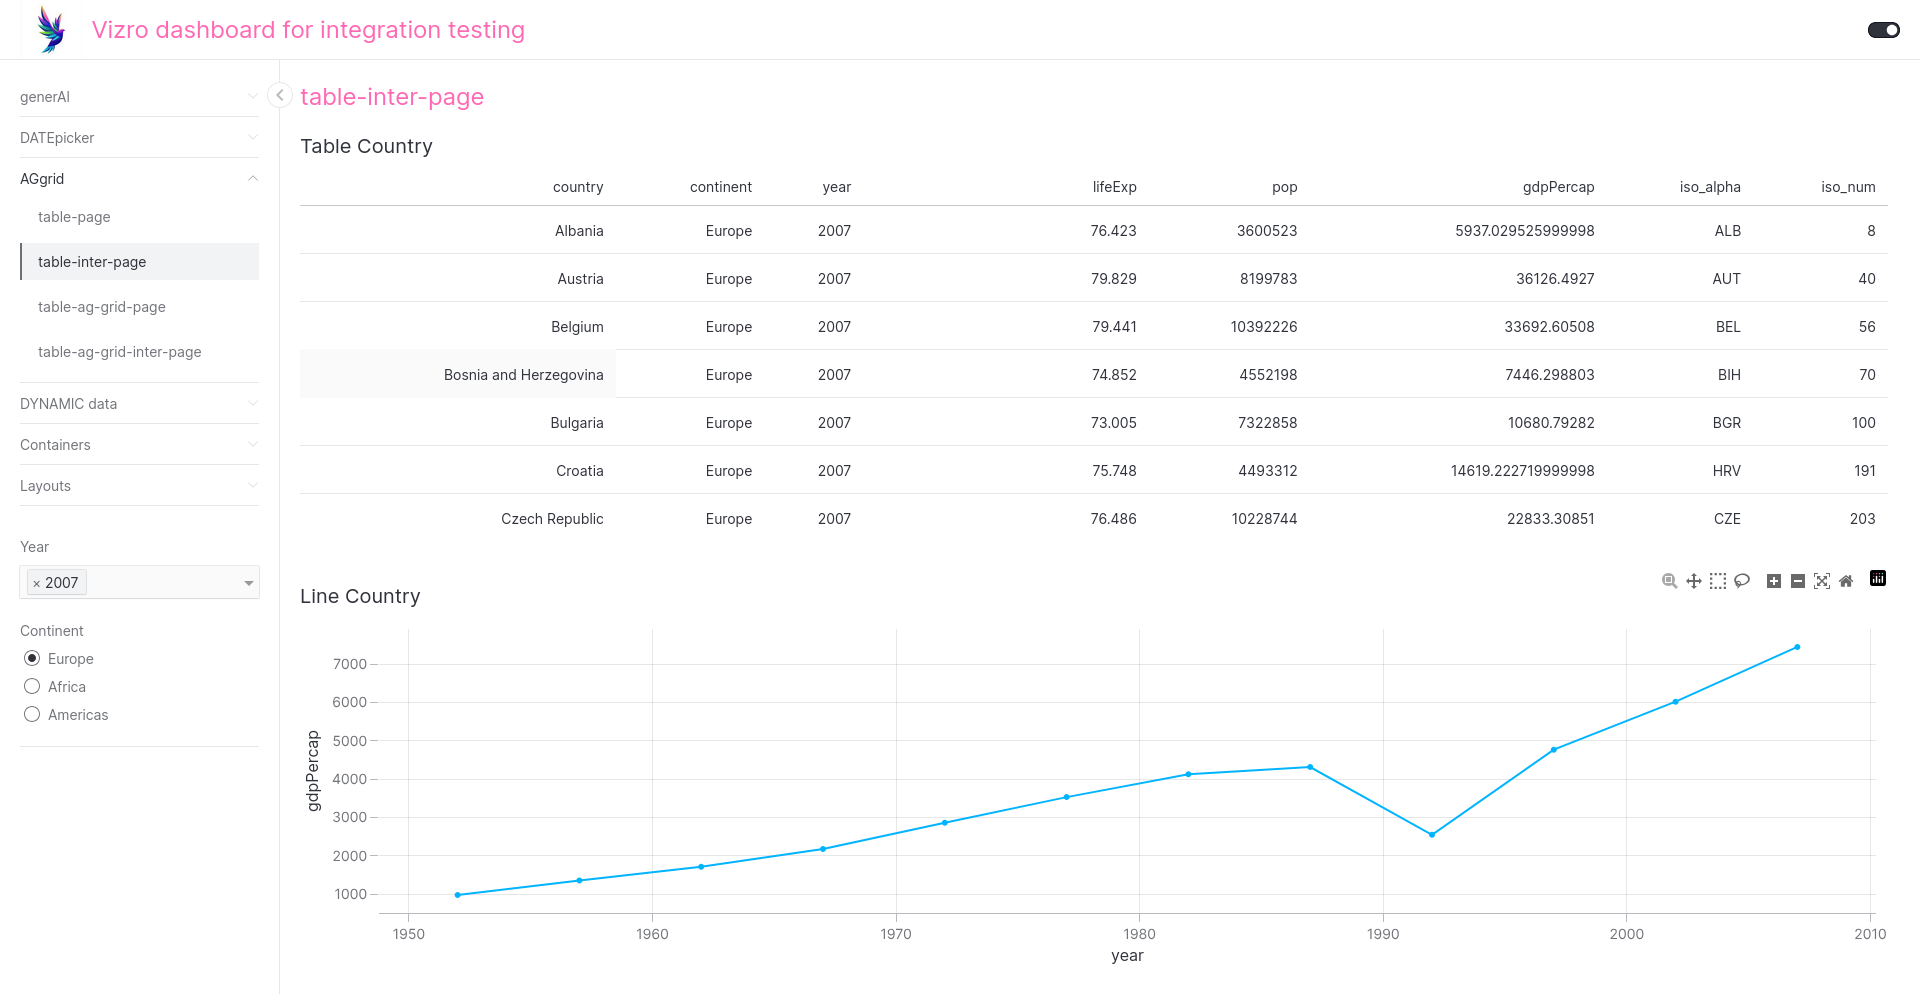 Vizro dashboard for integration testing
generAI
DATEpicker
AGgrid
table-page
table-inter-page
table-ag-grid-page
table-ag-grid-inter-page
DYNAMIC data
Containers
Layouts
Year
× 2007
Continent
Europe
Africa
Americas
table-inter-page
Table Country
country continent year lifeExp pop gdpPercap iso_alpha iso_num
Albania Europe 2007 76.423 3600523 5937.029525999998 ALB 8
Austria Europe 2007 79.829 8199783 36126.4927 AUT 40
Belgium Europe 2007 79.441 10392226 33692.60508 BEL 56
Bosnia and Herzegovina Europe 2007 74.852 4552198 7446.298803 BIH 70
Bulgaria Europe 2007 73.005 7322858 10680.79282 BGR 100
Croatia Europe 2007 75.748 4493312 14619.222719999998 HRV 191
Czech Republic Europe 2007 76.486 10228744 22833.30851 CZE 203
Line Country
7000
6000
5000
4000
3000
2000
1000
gdpPercap
1950 1960 1970 1980 1990 2000 2010
year